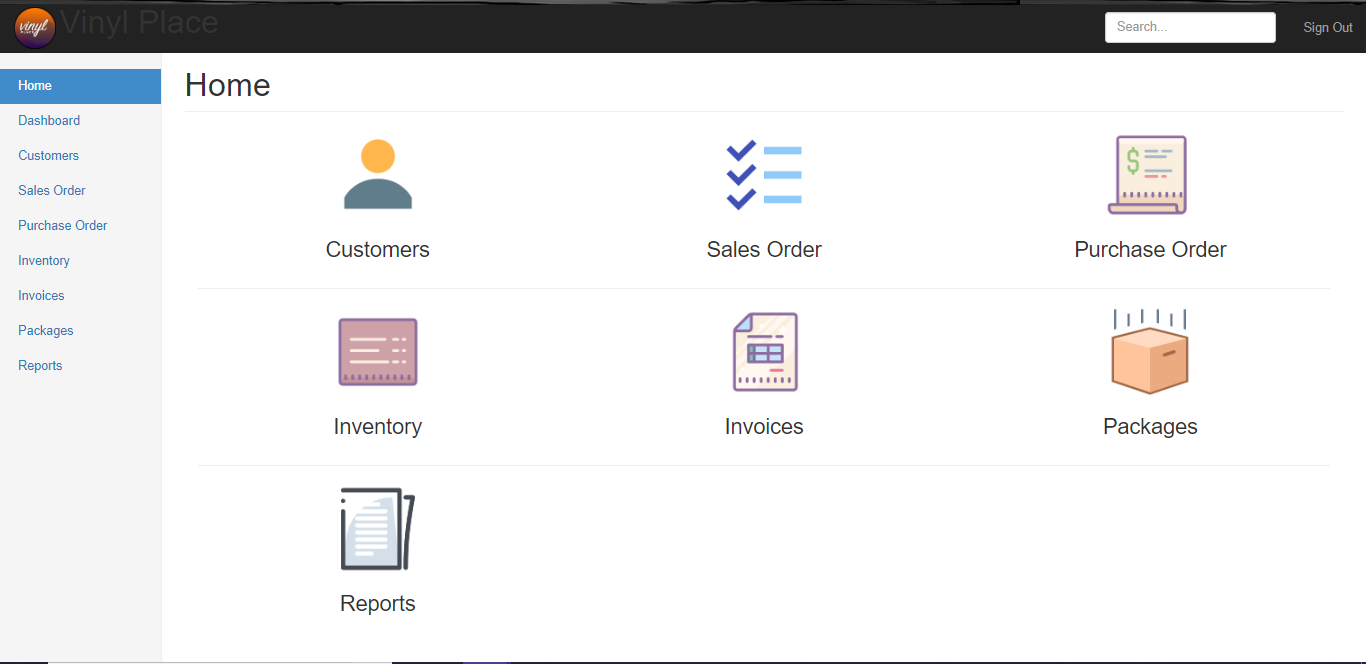 vinyl
Vinyl Place
Search...
Sign Out
Home
Dashboard
Customers
Sales Order
Purchase Order
Inventory
Invoices
Packages
Reports
Home
Customers
Sales Order
Purchase Order
Inventory
Invoices
Packages
Reports